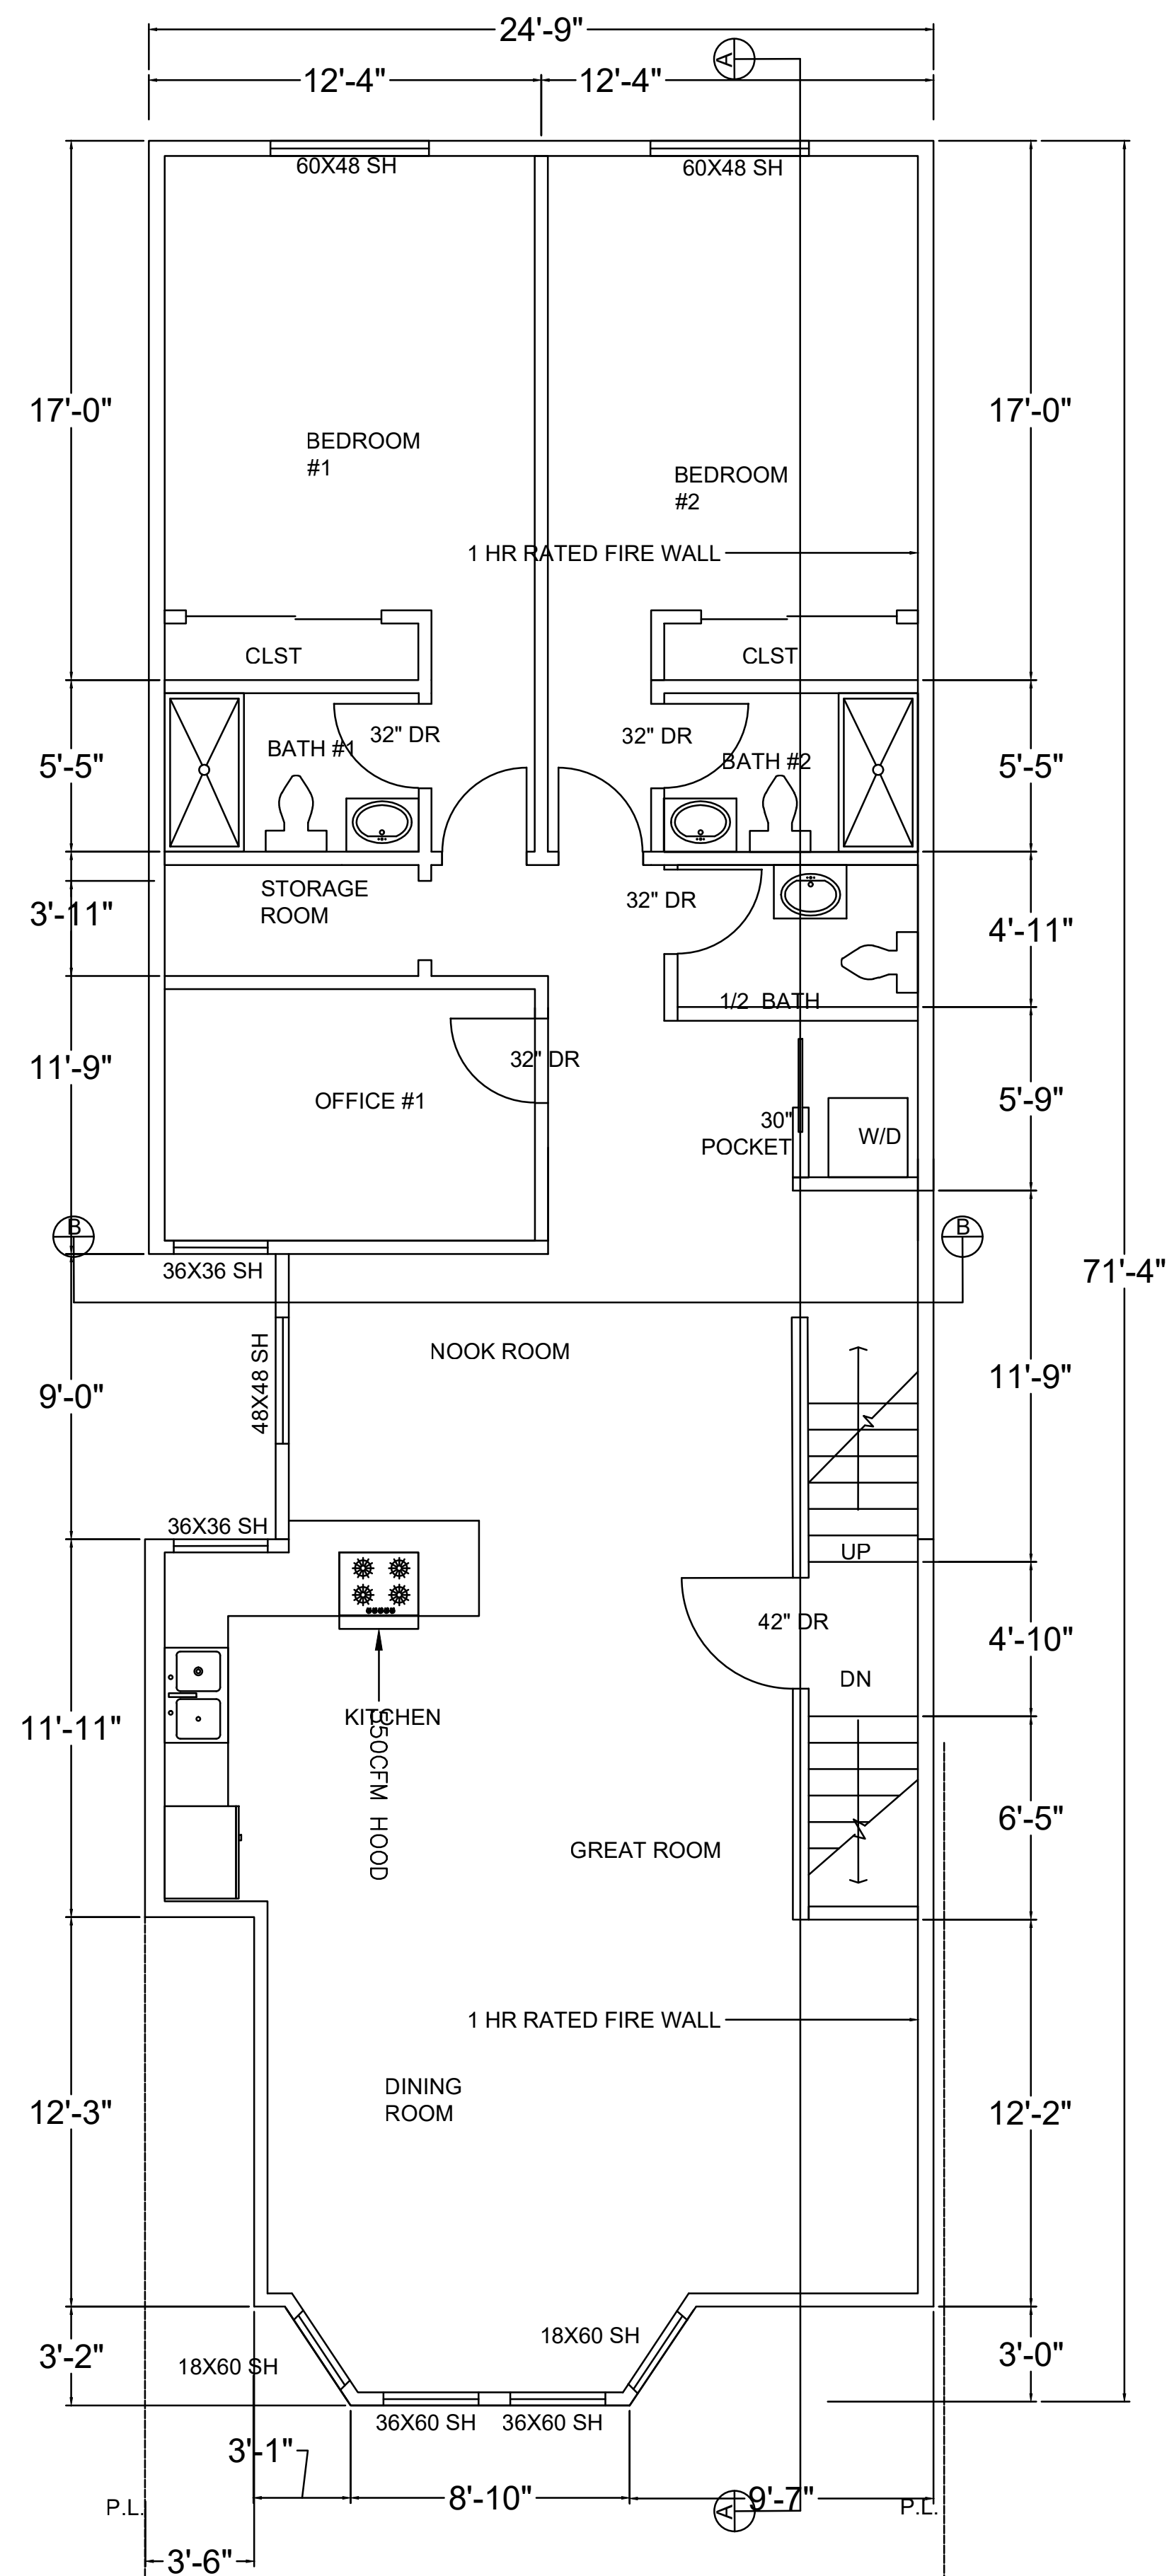 24'-9"
A
12'-4"
12'-4"
60X48 SH
60X48 SH
17'-0"
17'-0"
BEDROOM
#1
BEDROOM
#2
1 HR RATED FIRE WALL
CLST
CLST
32" DR
32" DR
BATH #1
BATH #2
5'-5"
5'-5"
STORAGE
ROOM
32" DR
3'-11"
4'-11"
1/2 BATH
11'-9"
32" DR
OFFICE #1
5'-9"
30"
POCKET
W/D
B
B
36X36 SH
71'-4"
NOOK ROOM
48X48 SH
9'-0"
11'-9"
36X36 SH
UP
42" DR
4'-10"
DN
KITCHEN
11'-11"
550CFM HOOD
6'-5"
GREAT ROOM
1 HR RATED FIRE WALL
DINING
ROOM
12'-3"
12'-2"
18X60 SH
3'-2"
3'-0"
18X60 SH
36X60 SH
36X60 SH
3'-1"
8'-10"
9'-7"
P.L.
A
P.L.
3'-6"